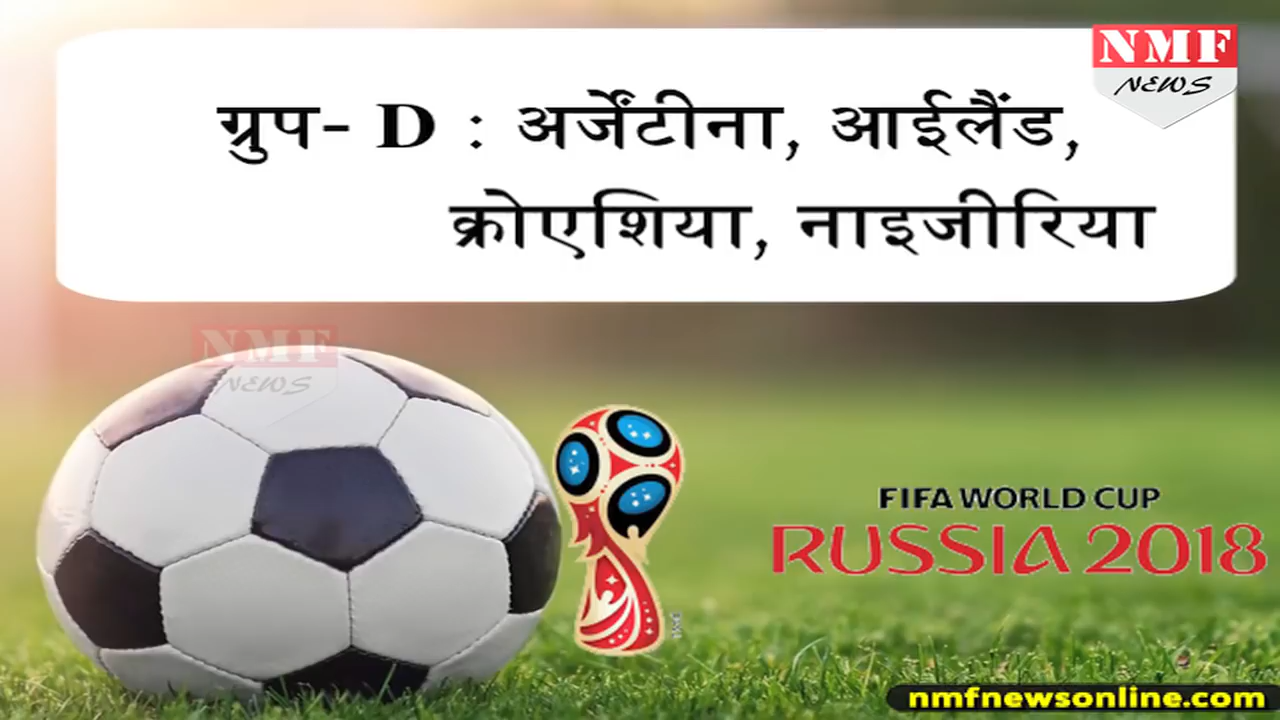 NMF
NEWS
ग्रुप- D : अर्जेंटीना, आईलैंड,
क्रोएशिया, नाइजीरिया
NMF
NEWS
FIFA WORLD CUP
RUSSIA 2018
nmfnewsonline.com